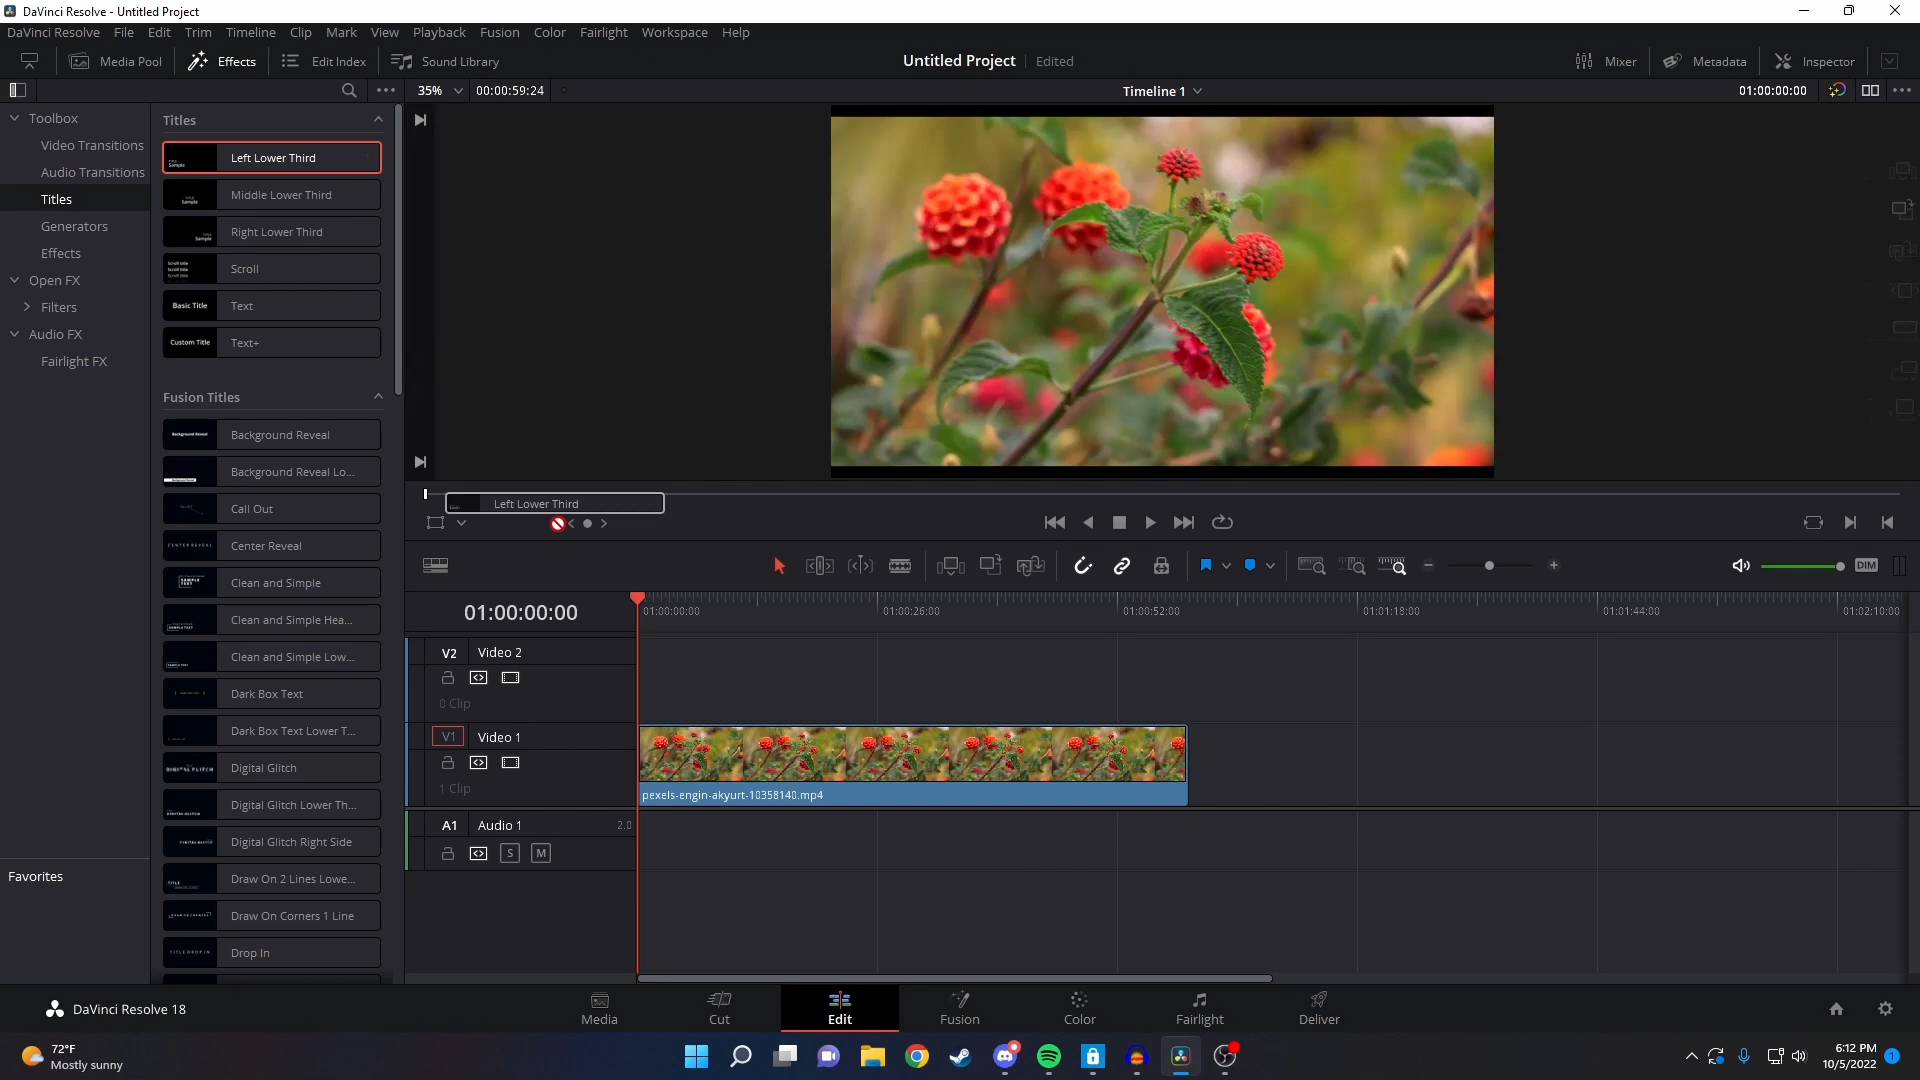 DaVinci Resolve - Untitled Project
DaVinci Resolve File Edit Trim Timeline Clip Mark View Playback Fusion Color Fairlight Workspace Help
Media Pool Effects Edit Index Sound Library Untitled Project Edited Mixer Metadata Inspector
35% 00:00:59:24 Timeline 1 01:00:00:00
Toolbox
Video Transitions
Audio Transitions
Titles
Generators
Effects
Open FX
Filters
Audio FX
Fairlight FX
Favorites
Titles
Left Lower Third
Middle Lower Third
Right Lower Third
Scroll
Basic Title Text
Custom Title Text+
Fusion Titles
Background Reveal
Background Reveal Lo...
Call Out
Center Reveal
Clean and Simple
Clean and Simple Hea...
Clean and Simple Low...
Dark Box Text
Dark Box Text Lower T...
Digital Glitch
Digital Glitch Lower Th...
Digital Glitch Right Side
Draw On 2 Lines Lowe...
Draw On Corners 1 Line
Drop In
Left Lower Third
DIM
01:00:00:00
01:00:00:00 01:00:26:00 01:00:52:00 01:01:18:00 01:01:44:00 01:02:10:00
V2 Video 2
0 Clip
V1 Video 1
1 Clip
pexels-engin-akyurt-10358140.mp4
A1 Audio 1 2.0
S M
DaVinci Resolve 18
Media Cut Edit Fusion Color Fairlight Deliver
72°F
Mostly sunny
6:12 PM
10/5/2022
1